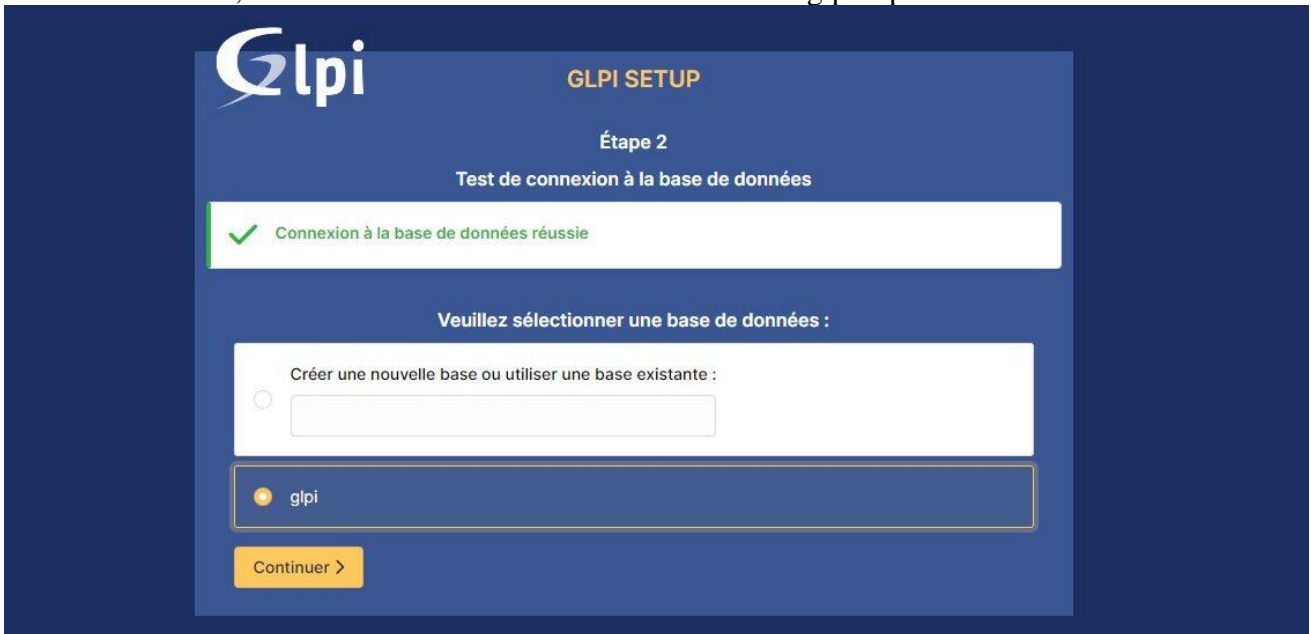 Glpi
GLPI SETUP
Étape 2
Test de connexion à la base de données
Connexion à la base de données réussie
Veuillez sélectionner une base de données :
Créer une nouvelle base ou utiliser une base existante :
glpi
Continuer >